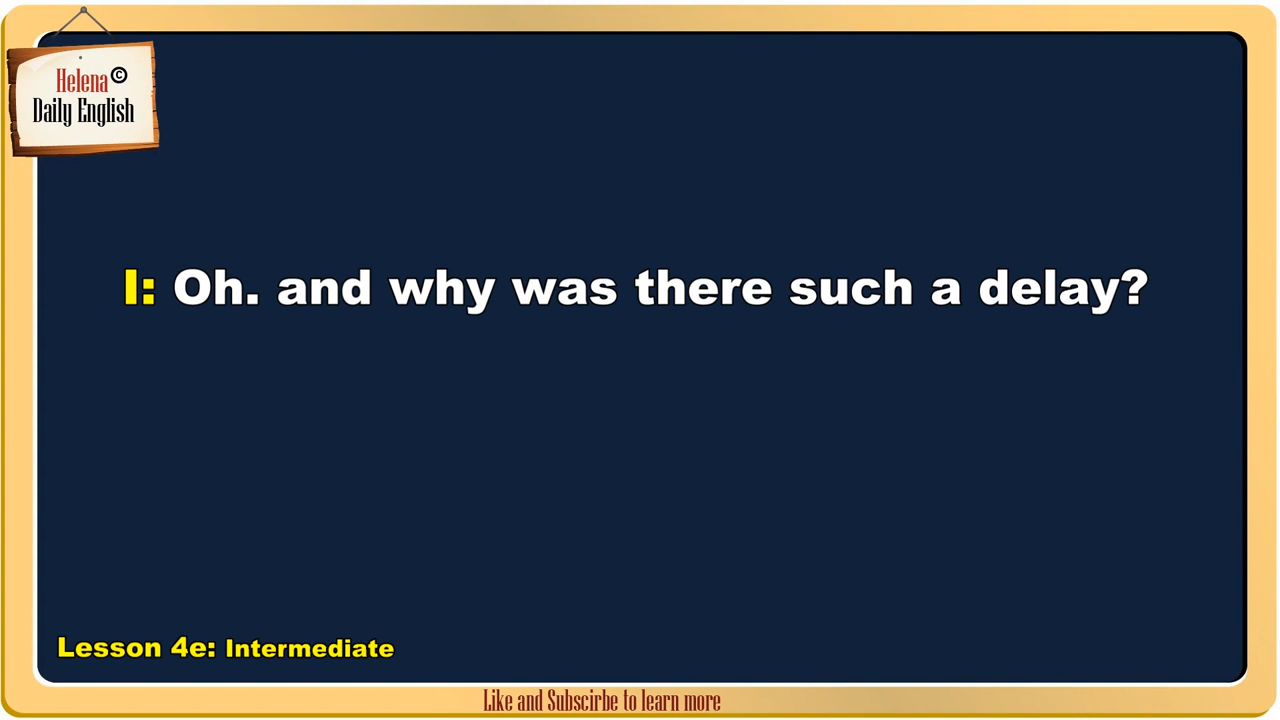 Helena©
Daily English
I: Oh. and why was there such a delay?
Lesson 4e: Intermediate
Like and Subscirbe to learn more